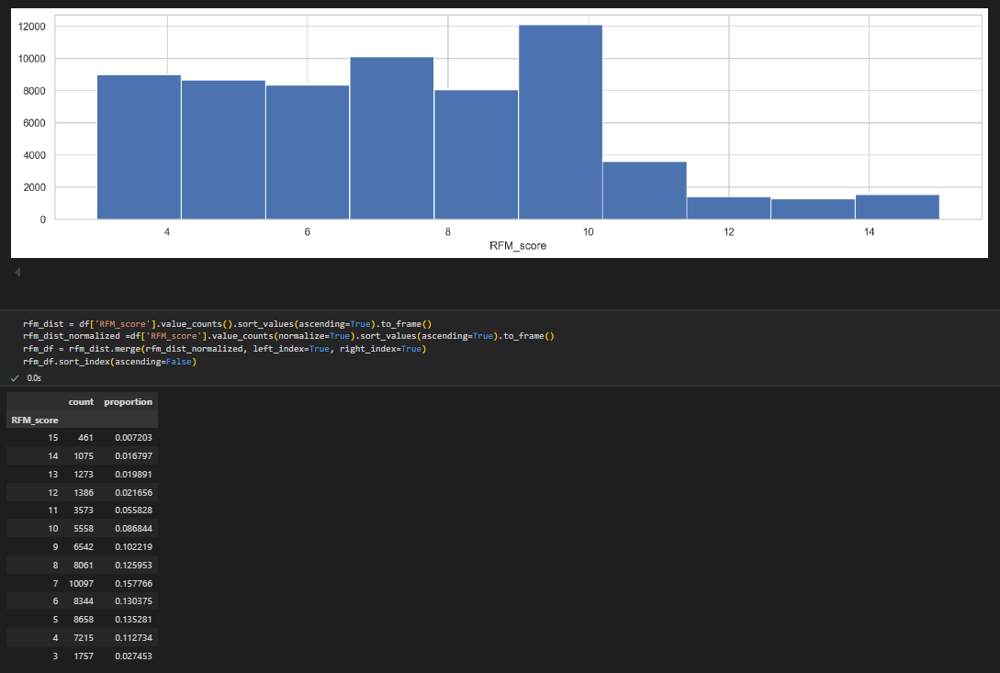 12000
10000
8000
6000
4000
2000
0
4 6 8 10 12 14
RFM_score
rfm_dist = df['RFM_score'].value_counts().sort_values(ascending=True).to_frame()
rfm_dist_normalized =df['RFM_score'].value_counts(normalize=True).sort_values(ascending=True).to_frame()
rfm_df = rfm_dist.merge(rfm_dist_normalized, left_index=True, right_index=True)
rfm_df.sort_index(ascending=False)
0.0s
count proportion
RFM_score
15 461 0.007203
14 1075 0.016797
13 1273 0.019891
12 1386 0.021656
11 3573 0.055828
10 5558 0.086844
9 6542 0.102219
8 8061 0.125953
7 10097 0.157766
6 8344 0.130375
5 8658 0.135281
4 7215 0.112734
3 1757 0.027453